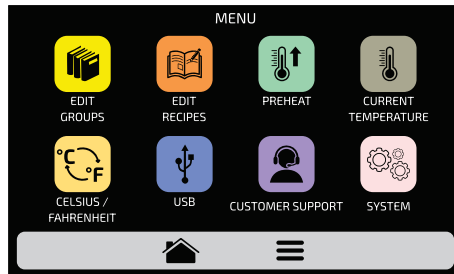 MENU
EDIT
GROUPS
EDIT
RECIPES
PREHEAT
CURRENT
TEMPERATURE
°C
°F
CELSIUS /
FAHRENHEIT
USB
CUSTOMER SUPPORT
SYSTEM